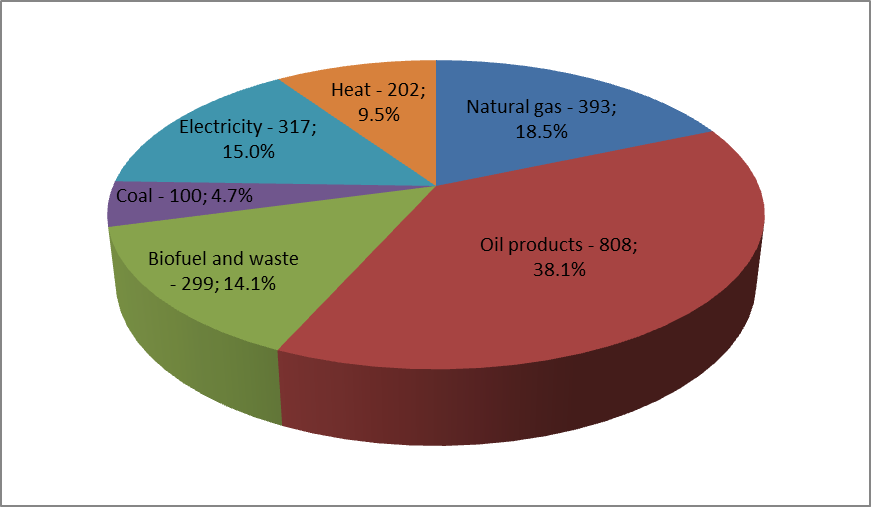 Heat - 202;
9.5%
Natural gas - 393;
18.5%
Electricity - 317;
15.0%
Coal - 100; 4.7%
Oil products - 808;
38.1%
Biofuel and waste
- 299; 14.1%